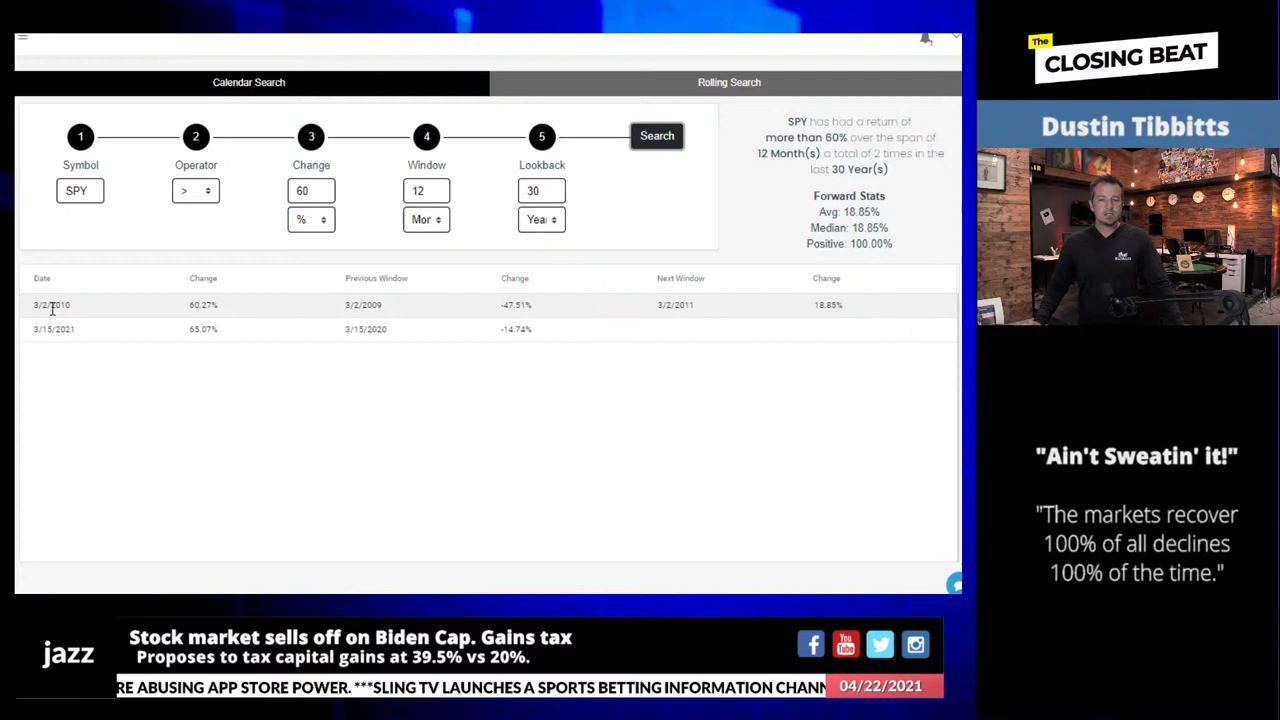 Calendar Search
Rolling Search
1
2
3
4
5
Search
Symbol
Operator
Change
Window
Lookback
SPY
>
60
12
30
%
Mor
Yea
SPY has had a return of
more than 60% over the span of
12 Month(s) a total of 2 times in the
last 30 Year(s)
Forward Stats
Avg: 18.85%
Median: 18.85%
Positive: 100.00%
Date Change Previous Window Change Next Window Change
3/2/2010 60.27% 3/2/2009 -47.51% 3/2/2011 18.85%
3/15/2021 65.07% 3/15/2020 -14.74%
The
CLOSING BEAT
Dustin Tibbitts
"Ain't Sweatin' it!"
"The markets recover
100% of all declines
100% of the time."
jazz
Stock market sells off on Biden Cap. Gains tax
Proposes to tax capital gains at 39.5% vs 20%.
RE ABUSING APP STORE POWER. ***SLING TV LAUNCHES A SPORTS BETTING INFORMATION CHANN
04/22/2021